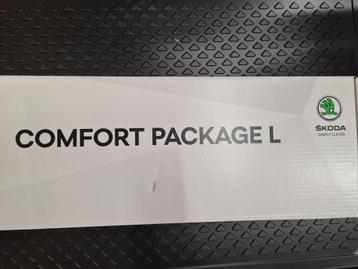 COMFORT PACKAGE L
ŠKODA
SIMPLY CLEVER